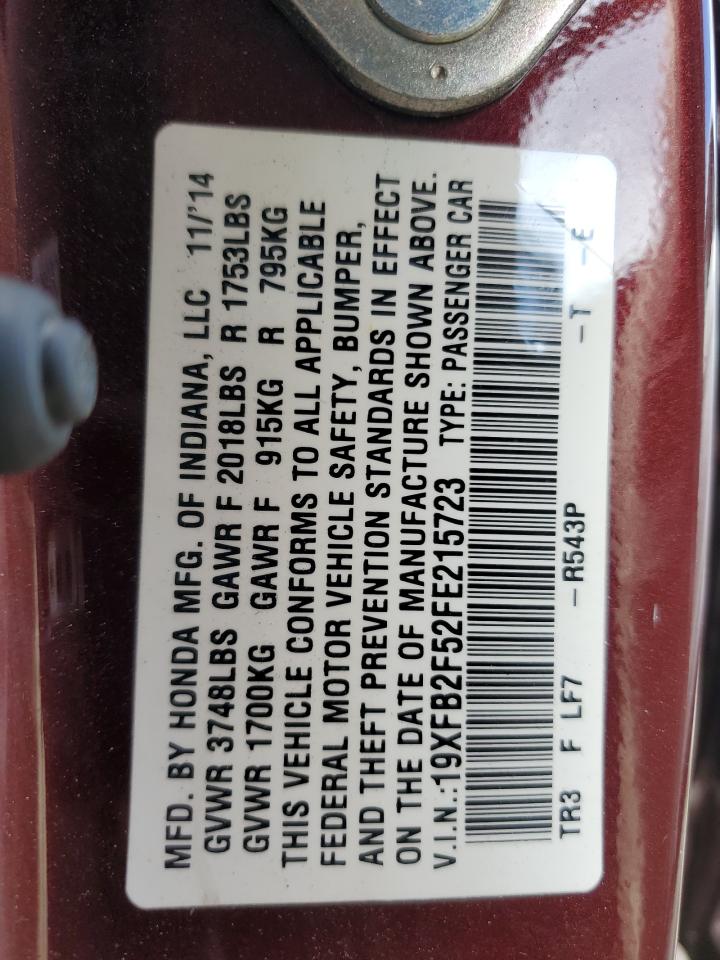 MFD. BY HONDA MFG. OF INDIANA, LLC 11/'14
GVWR 3748LBS GAWR F 2018LBS R 1753LBS
GVWR 1700KG GAWR F 915KG R 795KG
THIS VEHICLE CONFORMS TO ALL APPLICABLE
FEDERAL MOTOR VEHICLE SAFETY, BUMPER,
AND THEFT PREVENTION STANDARDS IN EFFECT
ON THE DATE OF MANUFACTURE SHOWN ABOVE.
V.I.N.:19XFB2F52FE215723 TYPE: PASSENGER CAR
TR3 F LF7 –R543P –T –E